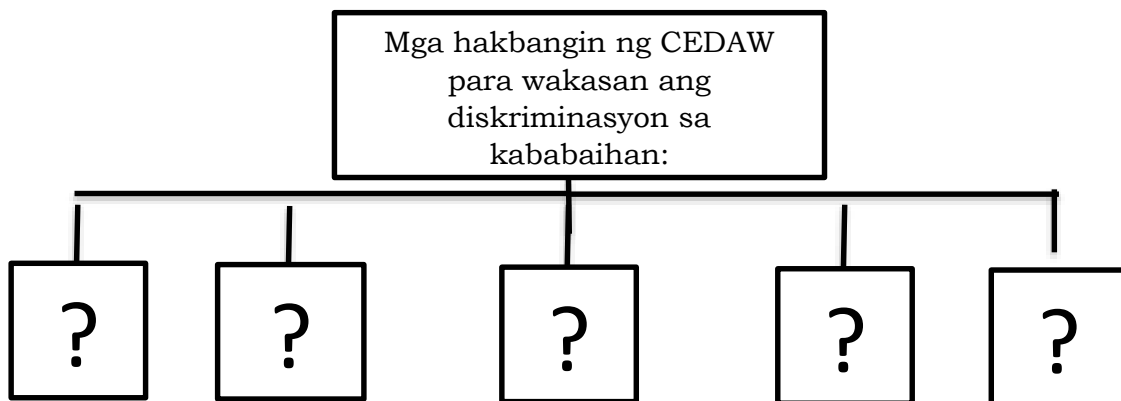 Mga hakbangin ng CEDAW
para wakasan ang
diskriminasyon sa
kababaihan:
? ? ? ? ?